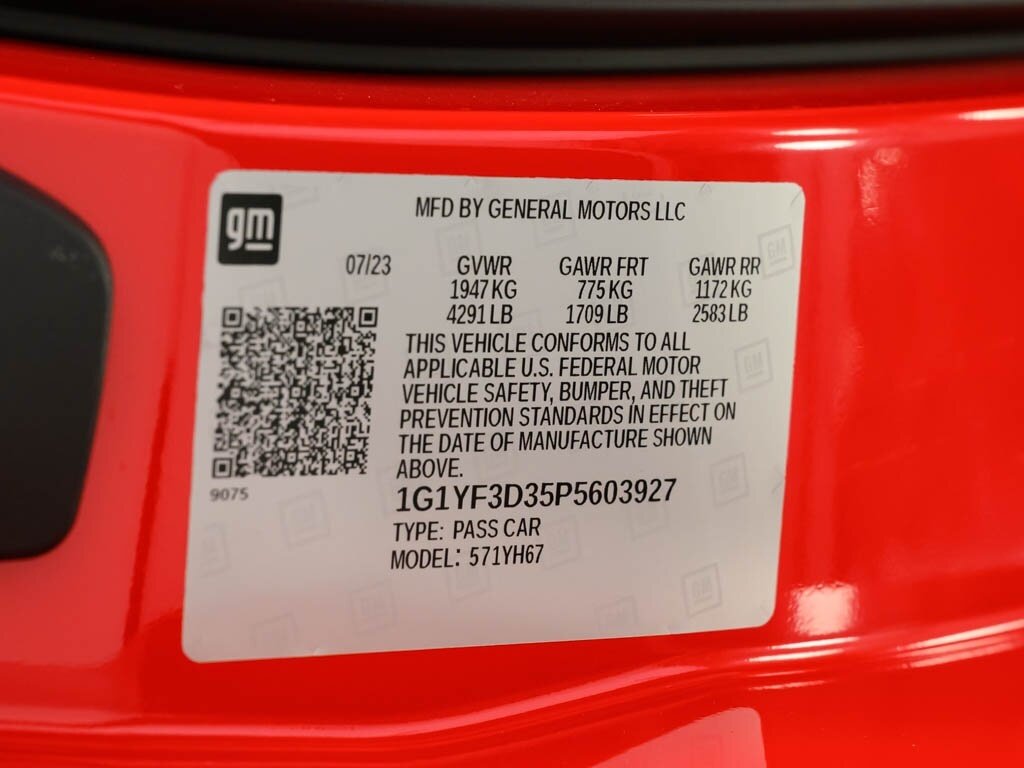 gm
MFD BY GENERAL MOTORS LLC
07/23 GVWR GAWR FRT GAWR RR
1947 KG 775 KG 1172 KG
4291 LB 1709 LB 2583 LB
THIS VEHICLE CONFORMS TO ALL
APPLICABLE U.S. FEDERAL MOTOR
VEHICLE SAFETY, BUMPER, AND THEFT
PREVENTION STANDARDS IN EFFECT ON
THE DATE OF MANUFACTURE SHOWN
ABOVE.
9075
1G1YF3D35P5603927
TYPE: PASS CAR
MODEL: 571YH67